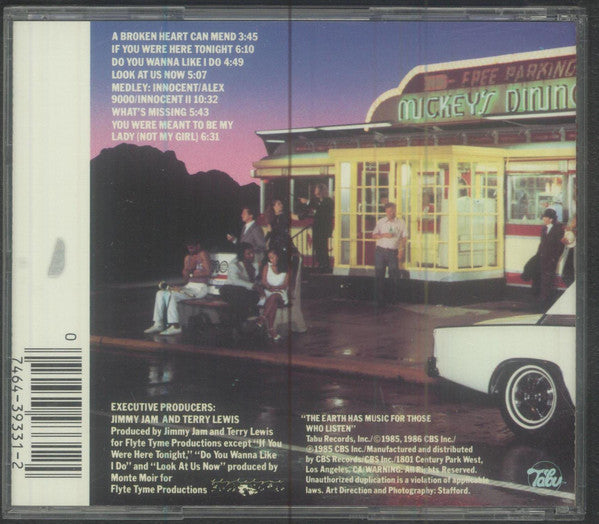 A BROKEN HEART CAN MEND 3:45
IF YOU WERE HERE TONIGHT 6:10
DO YOU WANNA LIKE I DO 4:49
LOOK AT US NOW 5:07
MEDLEY: INNOCENT/ALEX
9000/INNOCENT II 10:32
WHAT'S MISSING 5:43
YOU WERE MEANT TO BE MY
LADY (NOT MY GIRL) 6:31
FREE PARKING
MICKEY'S DINING
0
7464-39331-2
EXECUTIVE PRODUCERS:
JIMMY JAM AND TERRY LEWIS
Produced by Jimmy Jam and Terry Lewis
for Flyte Tyme Productions except "If You
Were Here Tonight," "Do You Wanna Like
I Do" and "Look at Us Now" produced by
Monte Moir for
Flyte Tyme Productions
"THE EARTH HAS MUSIC FOR THOSE
WHO LISTEN"
Tabu Records, Inc./©1985, 1986 CBS Inc./
℗1985 CBS Inc./Manufactured and distributed
by CBS Records/CBS Inc./1801 Century Park West,
Los Angeles, CA/WARNING: All Rights Reserved.
Unauthorized duplication is a violation of applicable
laws. Art Direction and Photography: Stafford.
Tabu